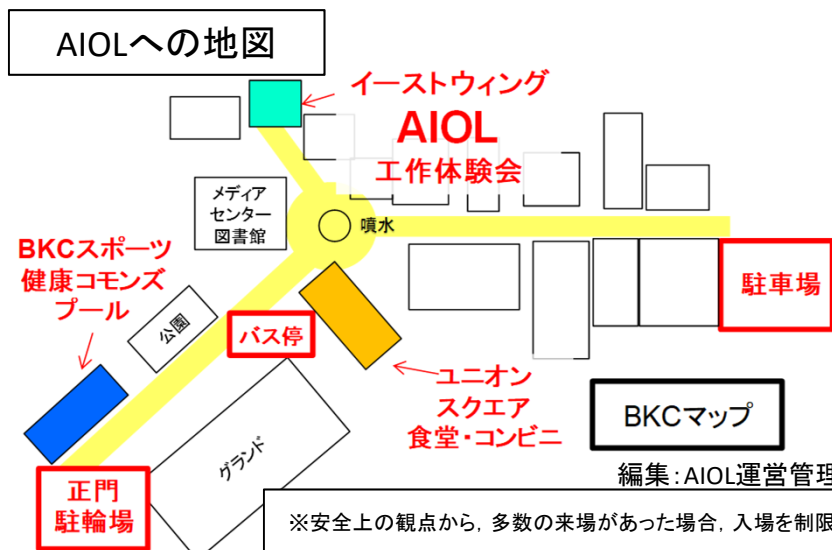 AIOLへの地図
イーストウィング
AIOL
工作体験会
メディア
センター
図書館
噴水
BKCスポーツ
健康コモンズ
プール
公園
バス停
駐車場
ユニオン
スクエア
食堂・コンビニ
BKCマップ
グランド
正門
駐輪場
編集：AIOL運営管理
※安全上の観点から，多数の来場があった場合，入場を制限